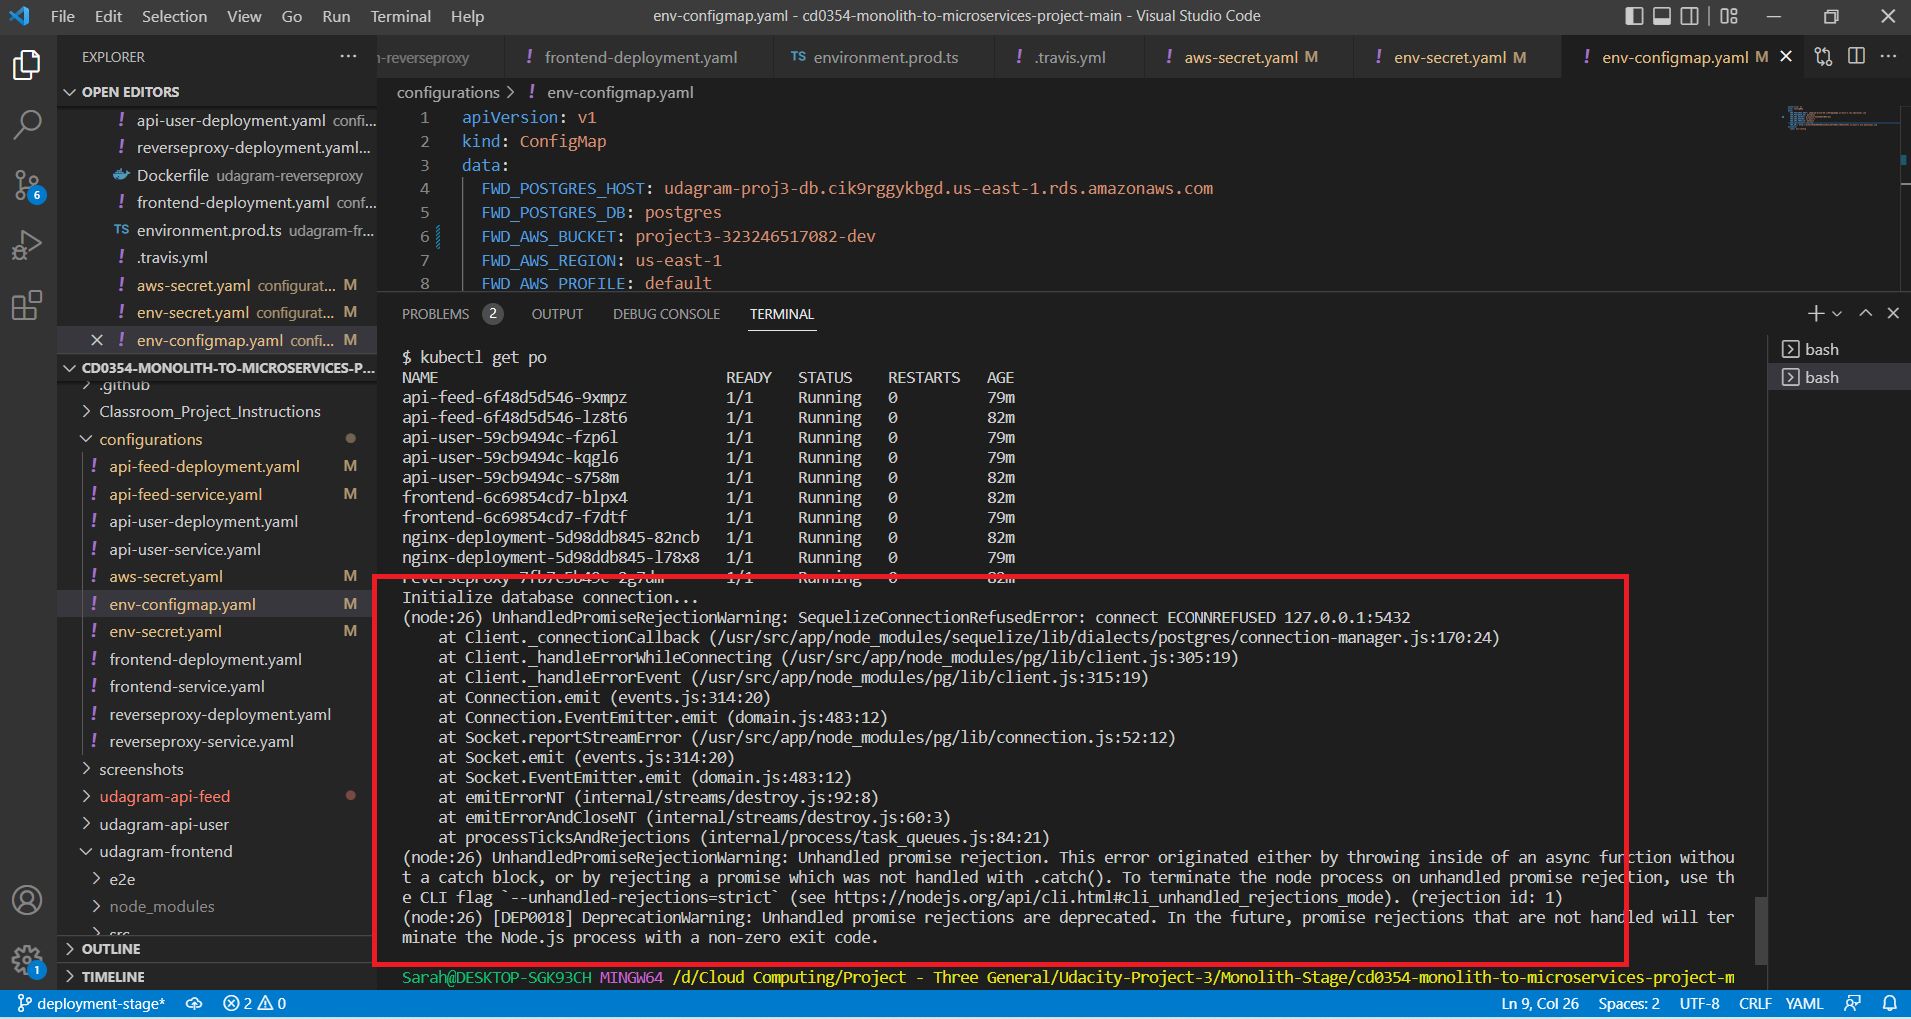 File Edit Selection View Go Run Terminal Help
env-configmap.yaml - cd0354-monolith-to-microservices-project-main - Visual Studio Code
EXPLORER
OPEN EDITORS
api-user-deployment.yaml confi...
reverseproxy-deployment.yaml...
Dockerfile udagram-reverseproxy
frontend-deployment.yaml conf...
TS environment.prod.ts udagram-fr...
.travis.yml
aws-secret.yaml configurat... M
env-secret.yaml configurat... M
env-configmap.yaml confi... M
CD0354-MONOLITH-TO-MICROSERVICES-P...
.github
Classroom_Project_Instructions
configurations
api-feed-deployment.yaml M
api-feed-service.yaml M
api-user-deployment.yaml
api-user-service.yaml
aws-secret.yaml M
env-configmap.yaml M
env-secret.yaml M
frontend-deployment.yaml
frontend-service.yaml
reverseproxy-deployment.yaml
reverseproxy-service.yaml
screenshots
udagram-api-feed
udagram-api-user
udagram-frontend
e2e
node_modules
src
OUTLINE
TIMELINE
6
1
n-reverseproxy frontend-deployment.yaml TS environment.prod.ts .travis.yml aws-secret.yaml M env-secret.yaml M env-configmap.yaml M
configurations > env-configmap.yaml
1 apiVersion: v1
2 kind: ConfigMap
3 data:
4 FWD_POSTGRES_HOST: udagram-proj3-db.cik9rggykbgd.us-east-1.rds.amazonaws.com
5 FWD_POSTGRES_DB: postgres
6 FWD_AWS_BUCKET: project3-323246517082-dev
7 FWD_AWS_REGION: us-east-1
8 FWD_AWS_PROFILE: default
PROBLEMS 2 OUTPUT DEBUG CONSOLE TERMINAL
bash
bash
$ kubectl get po
NAME READY STATUS RESTARTS AGE
api-feed-6f48d5d546-9xmpz 1/1 Running 0 79m
api-feed-6f48d5d546-lz8t6 1/1 Running 0 82m
api-user-59cb9494c-fzp6l 1/1 Running 0 79m
api-user-59cb9494c-kqgl6 1/1 Running 0 79m
api-user-59cb9494c-s758m 1/1 Running 0 82m
frontend-6c69854cd7-blpx4 1/1 Running 0 82m
frontend-6c69854cd7-f7dtf 1/1 Running 0 79m
nginx-deployment-5d98ddb845-82ncb 1/1 Running 0 82m
nginx-deployment-5d98ddb845-l78x8 1/1 Running 0 79m
1/1 Running 0 82m
Initialize database connection...
(node:26) UnhandledPromiseRejectionWarning: SequelizeConnectionRefusedError: connect ECONNREFUSED 127.0.0.1:5432
at Client._connectionCallback (/usr/src/app/node_modules/sequelize/lib/dialects/postgres/connection-manager.js:170:24)
at Client._handleErrorWhileConnecting (/usr/src/app/node_modules/pg/lib/client.js:305:19)
at Client._handleErrorEvent (/usr/src/app/node_modules/pg/lib/client.js:315:19)
at Connection.emit (events.js:314:20)
at Connection.EventEmitter.emit (domain.js:483:12)
at Socket.reportStreamError (/usr/src/app/node_modules/pg/lib/connection.js:52:12)
at Socket.emit (events.js:314:20)
at Socket.EventEmitter.emit (domain.js:483:12)
at emitErrorNT (internal/streams/destroy.js:92:8)
at emitErrorAndCloseNT (internal/streams/destroy.js:60:3)
at processTicksAndRejections (internal/process/task_queues.js:84:21)
(node:26) UnhandledPromiseRejectionWarning: Unhandled promise rejection. This error originated either by throwing inside of an async function withou
t a catch block, or by rejecting a promise which was not handled with .catch(). To terminate the node process on unhandled promise rejection, use th
e CLI flag `--unhandled-rejections=strict` (see https://nodejs.org/api/cli.html#cli_unhandled_rejections_mode). (rejection id: 1)
(node:26) [DEP0018] DeprecationWarning: Unhandled promise rejections are deprecated. In the future, promise rejections that are not handled will ter
minate the Node.js process with a non-zero exit code.
Sarah@DESKTOP-SGK93CH MINGW64 /d/Cloud Computing/Project - Three General/Udacity-Project-3/Monolith-Stage/cd0354-monolith-to-microservices-project-m
deployment-stage* 2 0 Ln 9, Col 26 Spaces: 2 UTF-8 CRLF YAML